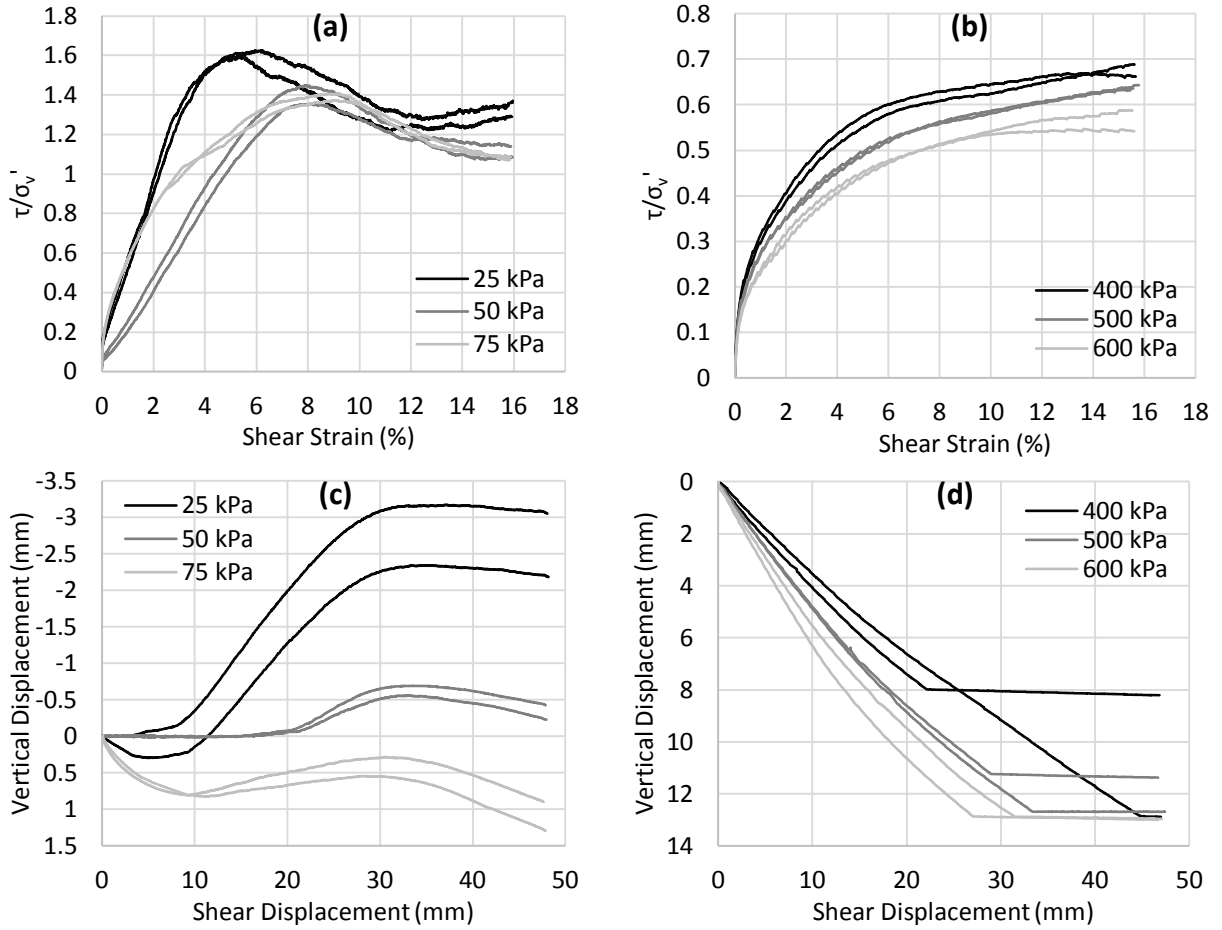 (a)
1.8
1.6
1.4
1.2
1
0.8
0.6
0.4
0.2
0
τ/σv'
25 kPa
50 kPa
75 kPa
0 2 4 6 8 10 12 14 16 18
Shear Strain (%)
(b)
0.8
0.7
0.6
0.5
0.4
0.3
0.2
0.1
0
τ/σv'
400 kPa
500 kPa
600 kPa
0 2 4 6 8 10 12 14 16 18
Shear Strain (%)
(c)
-3.5
-3
-2.5
-2
-1.5
-1
-0.5
0
0.5
1
1.5
Vertical Displacement (mm)
25 kPa
50 kPa
75 kPa
0 10 20 30 40 50
Shear Displacement (mm)
(d)
0
2
4
6
8
10
12
14
Vertical Displacement (mm)
400 kPa
500 kPa
600 kPa
0 10 20 30 40 50
Shear Displacement (mm)